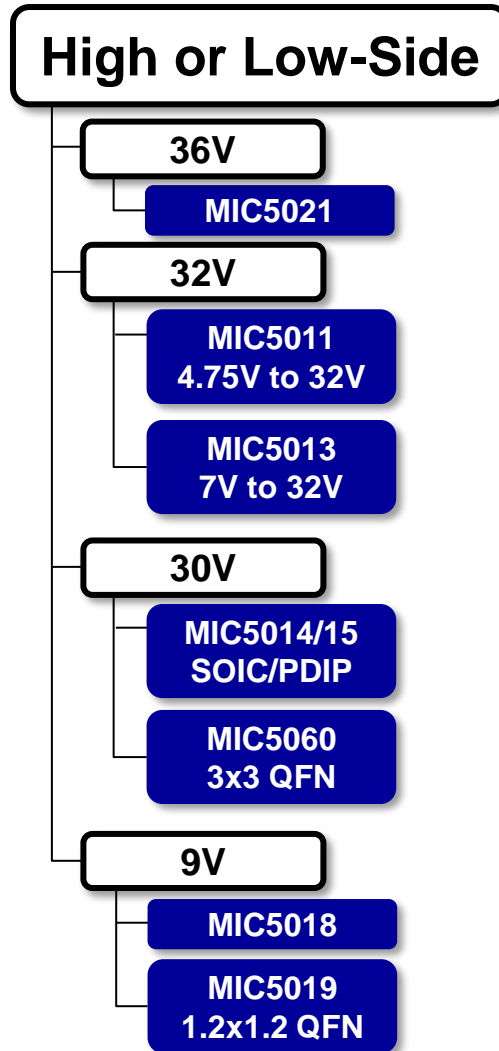 High or Low-Side
36V
MIC5021
32V
MIC5011
4.75V to 32V
MIC5013
7V to 32V
30V
MIC5014/15
SOIC/PDIP
MIC5060
3x3 QFN
9V
MIC5018
MIC5019
1.2x1.2 QFN